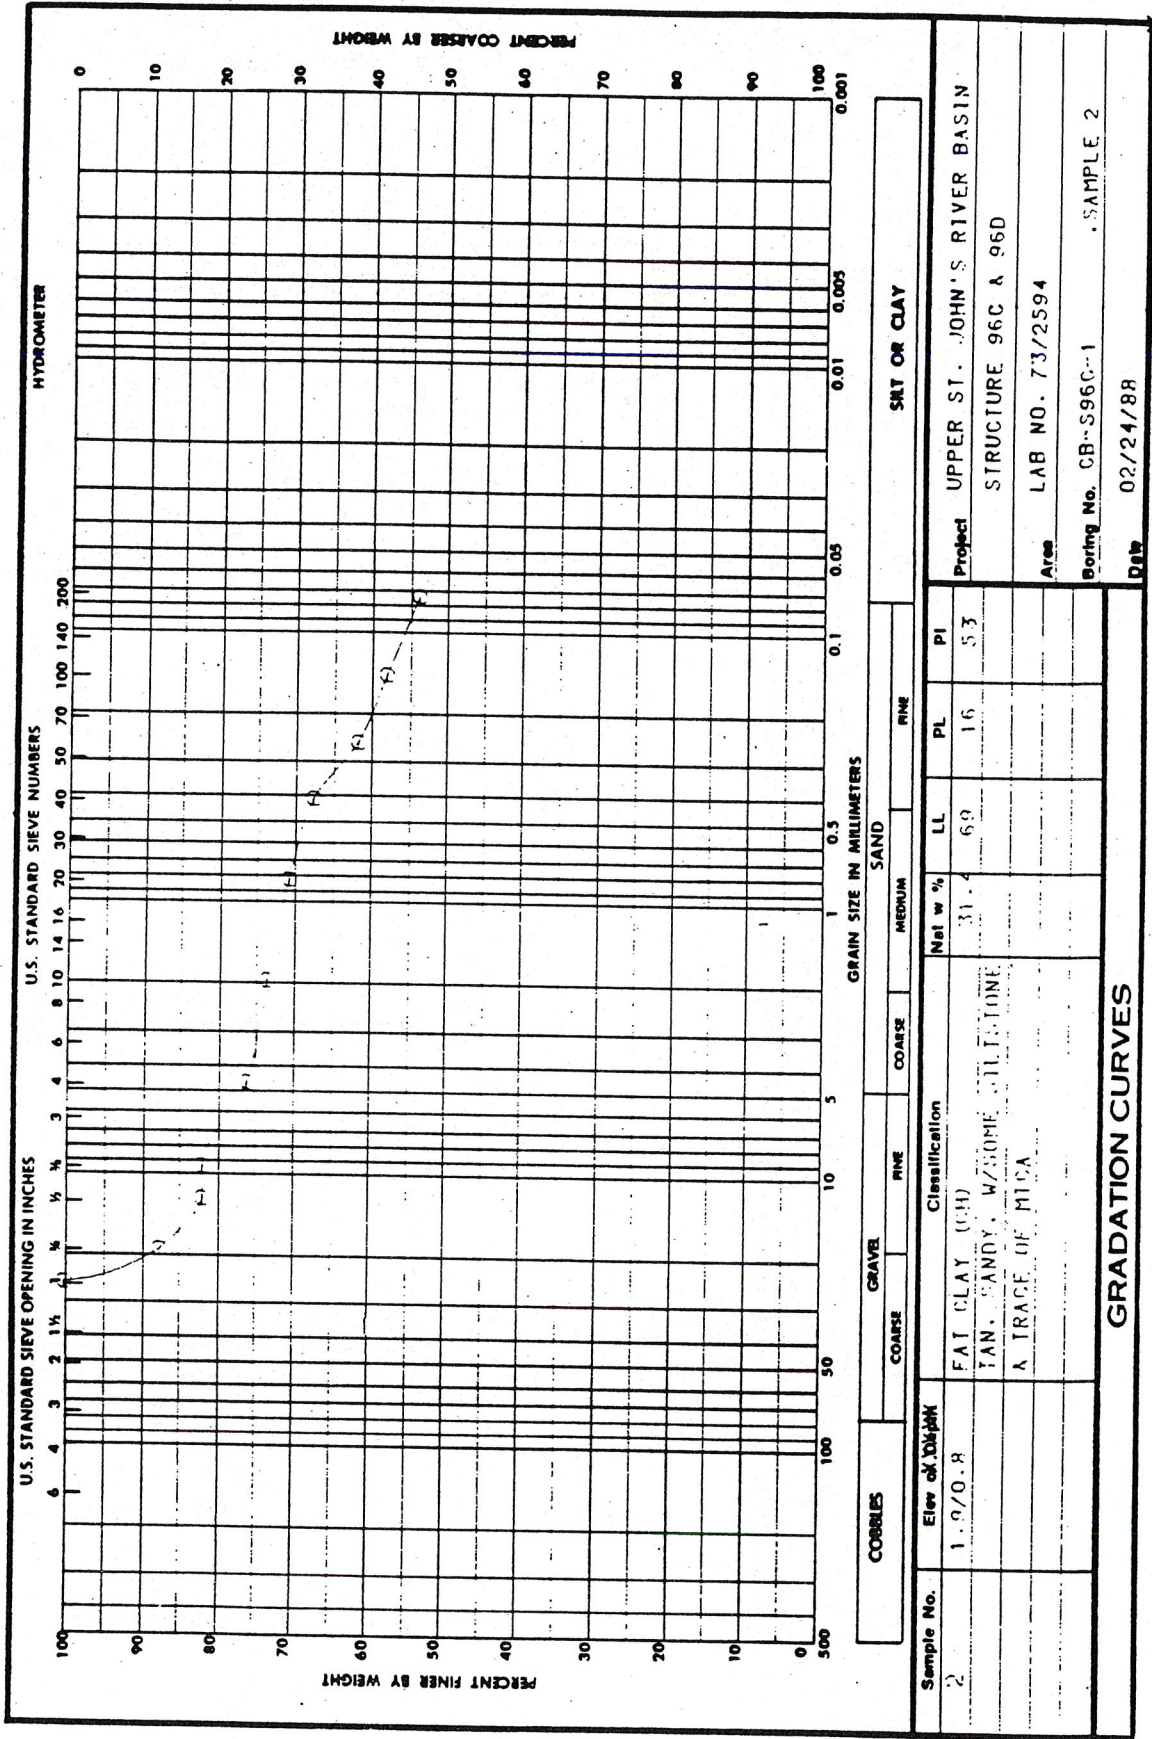 U.S. STANDARD SIEVE OPENING IN INCHES
U.S. STANDARD SIEVE NUMBERS
HYDROMETER
6 4 3 2 1½ 1 ¾ ½ ⅜ 3 4 6 8 10 14 16 20 30 40 50 70 100 140 200
PERCENT FINER BY WEIGHT
100
90
80
70
60
50
40
30
20
10
0
PERCENT COARSER BY WEIGHT
0
10
20
30
40
50
60
70
80
90
100
500 100 50 10 5 1 0.5 0.1 0.05 0.01 0.005 0.001
GRAIN SIZE IN MILLIMETERS
COBBLES GRAVEL SAND SILT OR CLAY
COARSE FINE COARSE MEDIUM FINE
Sample No. Elev Classification Nat w % LL PL PI
2 1.9/0.8 FAT CLAY (CH) 31.4 69 16 53
TAN, SANDY, W/SOME SILTSTONE
A TRACE OF MICA
Project UPPER ST. JOHN'S RIVER BASIN
STRUCTURE 96C & 96D
Area LAB NO. 73/2594
Boring No. CB-S96C-1 .SAMPLE 2
Date 02/24/88
GRADATION CURVES